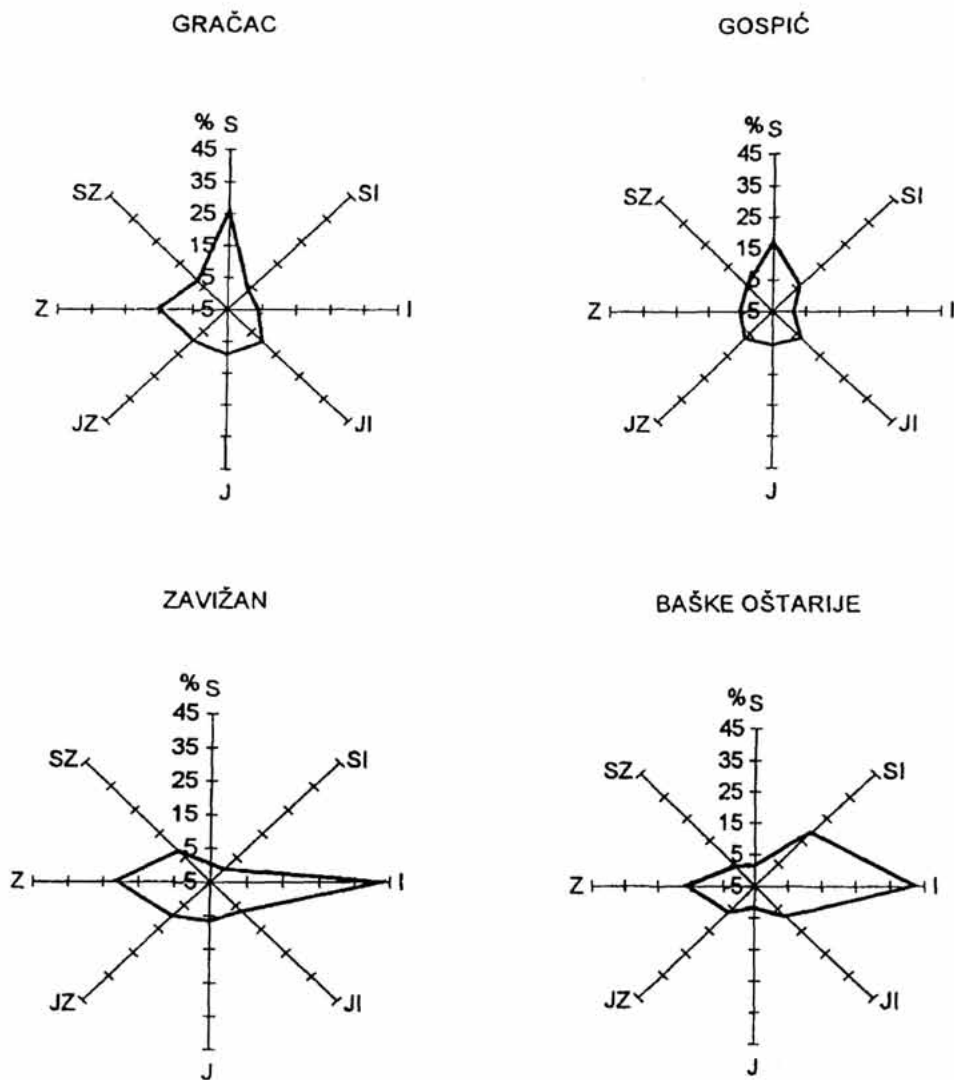 GRAČAC
% S
45
35
25
15
5
-5
SZ
SI
Z
I
JZ
JI
J
GOSPIĆ
% S
45
35
25
15
5
-5
SZ
SI
Z
I
JZ
JI
J
ZAVIŽAN
% S
45
35
25
15
5
-5
SZ
SI
Z
I
JZ
JI
J
BAŠKE OŠTARIJE
% S
45
35
25
15
5
-5
SZ
SI
Z
I
JZ
JI
J